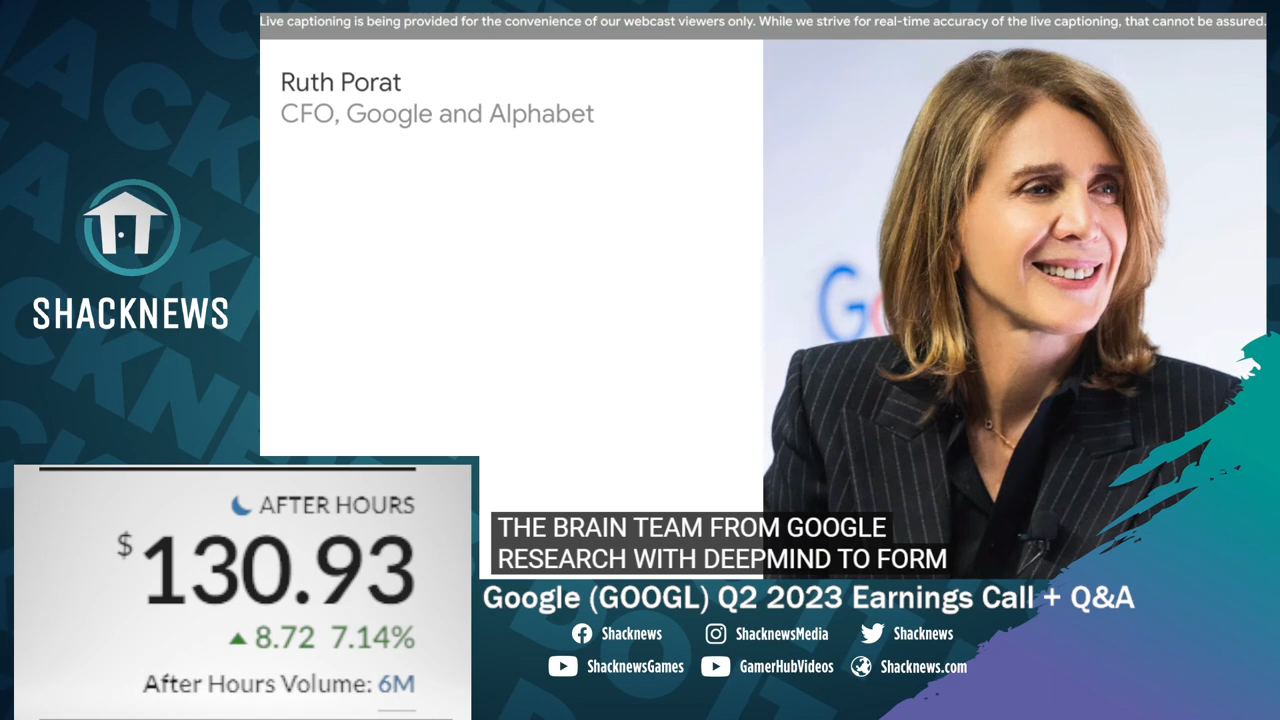 Live captioning is being provided for the convenience of our webcast viewers only. While we strive for real-time accuracy of the live captioning, that cannot be assured.
Ruth Porat
CFO, Google and Alphabet
SHACKNEWS
AFTER HOURS
$130.93
8.72 7.14%
After Hours Volume: 6M
THE BRAIN TEAM FROM GOOGLE
RESEARCH WITH DEEPMIND TO FORM
Google (GOOGL) Q2 2023 Earnings Call + Q&A
Shacknews ShacknewsMedia Shacknews
ShacknewsGames GamerHubVideos Shacknews.com